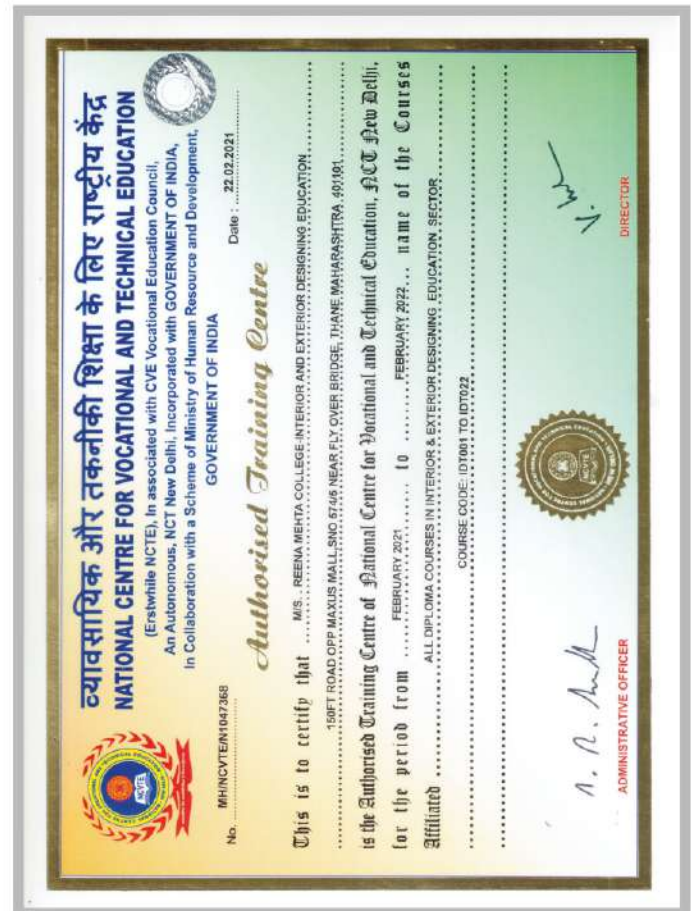 व्यावसायिक और तकनीकी शिक्षा के लिए राष्ट्रीय केंद्र
NATIONAL CENTRE FOR VOCATIONAL AND TECHNICAL EDUCATION
(Erstwhile NCTE), In associated with CVE Vocational Education Council,
An Autonomous, NCT New Delhi, Incorporated with GOVERNMENT OF INDIA,
In Collaboration with a Scheme of Ministry of Human Resource and Development,
GOVERNMENT OF INDIA
NCVTE
No. MH/NCVTE/N1047368
Date : 22.02.2021
Authorised Training Centre
This is to certify that M/S. . REENA MEHTA COLLEGE-INTERIOR AND EXTERIOR DESIGNING EDUCATION
150FT ROAD OPP MAXUS MALL,SNO 574/6 NEAR FLY OVER BRIDGE, THANE MAHARASHTRA .401101
is the Authorised Training Centre of National Centre for Vocational and Technical Education, NCT New Delhi,
for the period from FEBRUARY 2021 to FEBRUARY 2022 name of the Courses
Affiliated ALL DIPLOMA COURSES IN INTERIOR & EXTERIOR DESIGNING EDUCATION SECTOR
COURSE CODE: IDT001 TO IDT022
ADMINISTRATIVE OFFICER
DIRECTOR